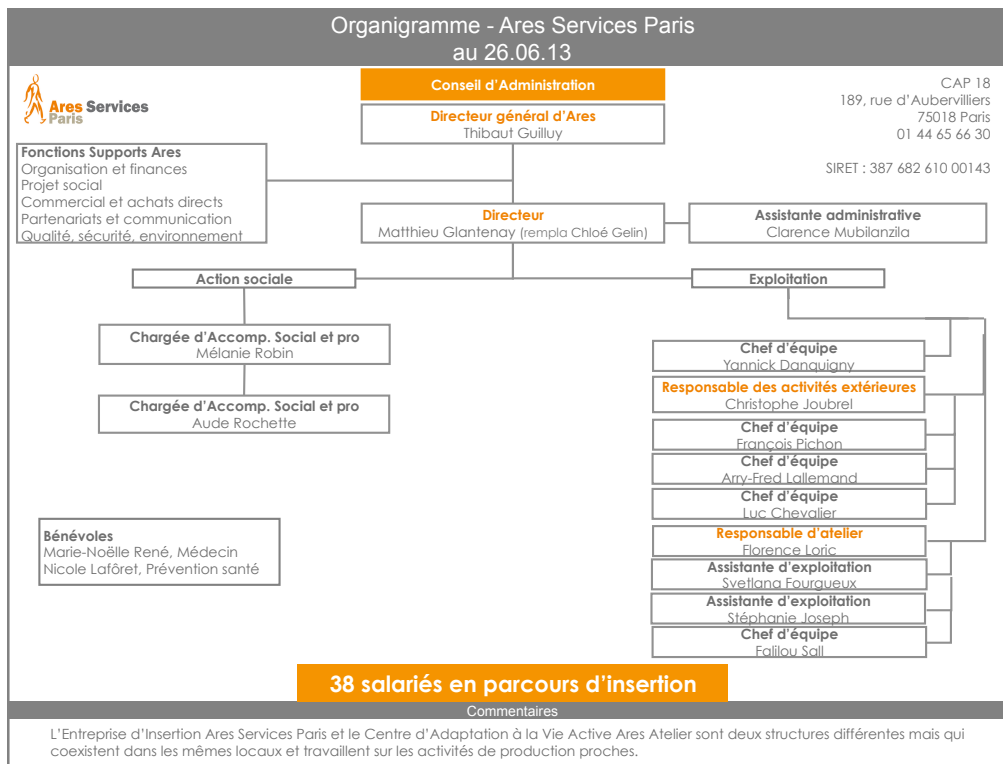 Organigramme - Ares Services Paris
au 26.06.13
Ares Services
Paris
Conseil d'Administration
Directeur général d'Ares
Thibaut Guilluy
CAP 18
189, rue d'Aubervilliers
75018 Paris
01 44 65 66 30
SIRET : 387 682 610 00143
Fonctions Supports Ares
Organisation et finances
Projet social
Commercial et achats directs
Partenariats et communication
Qualité, sécurité, environnement
Directeur
Matthieu Glantenay (rempla Chloé Gelin)
Assistante administrative
Clarence Mubilanzila
Action sociale
Exploitation
Chargée d'Accomp. Social et pro
Mélanie Robin
Chargée d'Accomp. Social et pro
Aude Rochette
Chef d'équipe
Yannick Danquigny
Responsable des activités extérieures
Christophe Joubrel
Chef d'équipe
François Pichon
Chef d'équipe
Arry-Fred Lallemand
Chef d'équipe
Luc Chevalier
Responsable d'atelier
Florence Loric
Assistante d'exploitation
Svetlana Fourgueux
Assistante d'exploitation
Stéphanie Joseph
Chef d'équipe
Falilou Sall
Bénévoles
Marie-Noëlle René, Médecin
Nicole Lafôret, Prévention santé
38 salariés en parcours d'insertion
Commentaires
L'Entreprise d'Insertion Ares Services Paris et le Centre d'Adaptation à la Vie Active Ares Atelier sont deux structures différentes mais qui
coexistent dans les mêmes locaux et travaillent sur les activités de production proches.